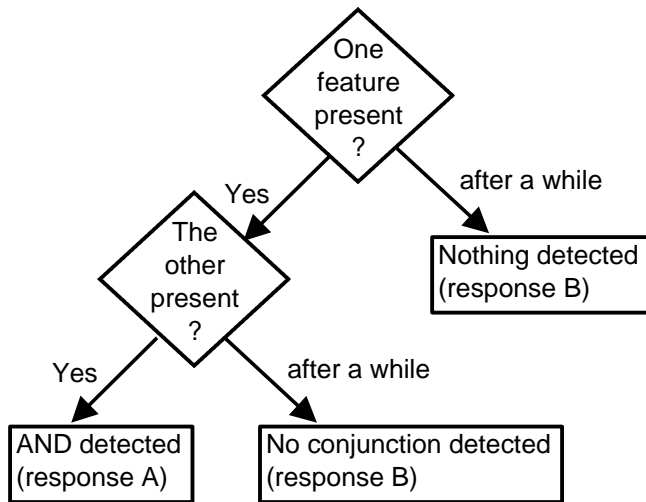 One
feature
present
?
Yes
after a while
The
other
present
?
Nothing detected
(response B)
Yes
after a while
AND detected
(response A)
No conjunction detected
(response B)